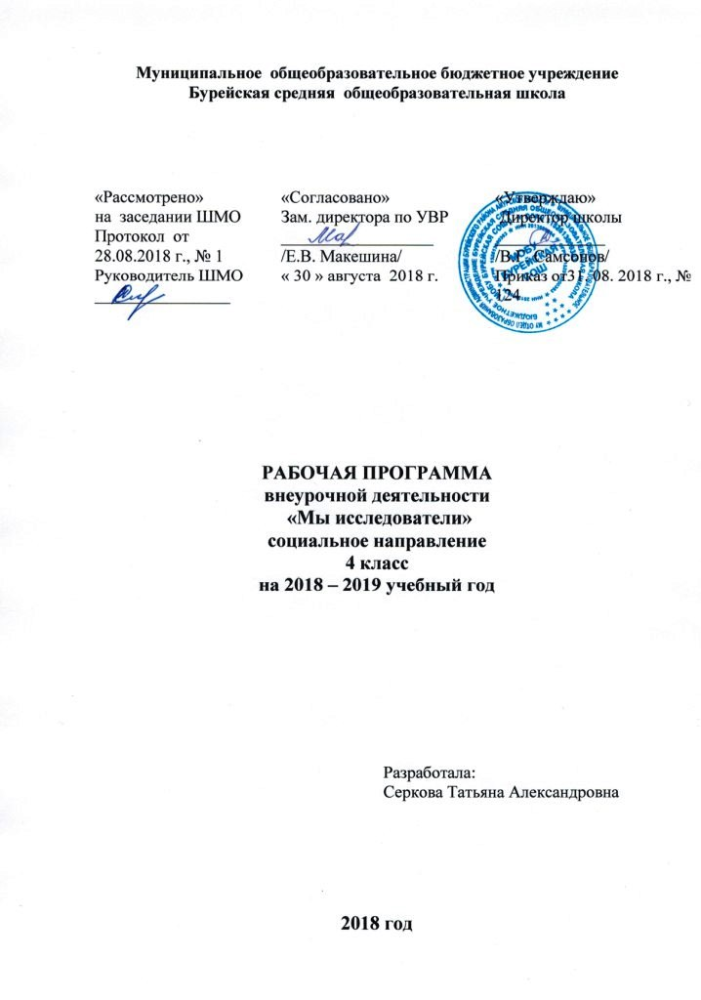 Муниципальное общеобразовательное бюджетное учреждение
Бурейская средняя общеобразовательная школа
«Рассмотрено»
на заседании ШМО
Протокол от
28.08.2018 г., № 1
Руководитель ШМО
«Согласовано»
Зам. директора по УВР
/Е.В. Макешина/
« 30 » августа 2018 г.
«Утверждаю»
Директор школы
/В.Г. Самсонов/
Приказ от31. 08. 2018 г., №
124
РАБОЧАЯ ПРОГРАММА
внеурочной деятельности
«Мы исследователи»
социальное направление
4 класс
на 2018 – 2019 учебный год
Разработала:
Серкова Татьяна Александровна
2018 год